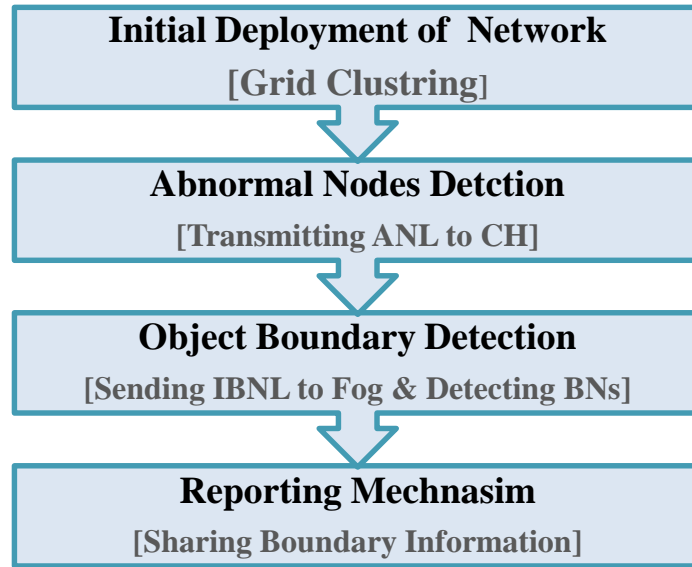 Initial Deployment of Network
[Grid Clustring]
Abnormal Nodes Detction
[Transmitting ANL to CH]
Object Boundary Detection
[Sending IBNL to Fog & Detecting BNs]
Reporting Mechnasim
[Sharing Boundary Information]